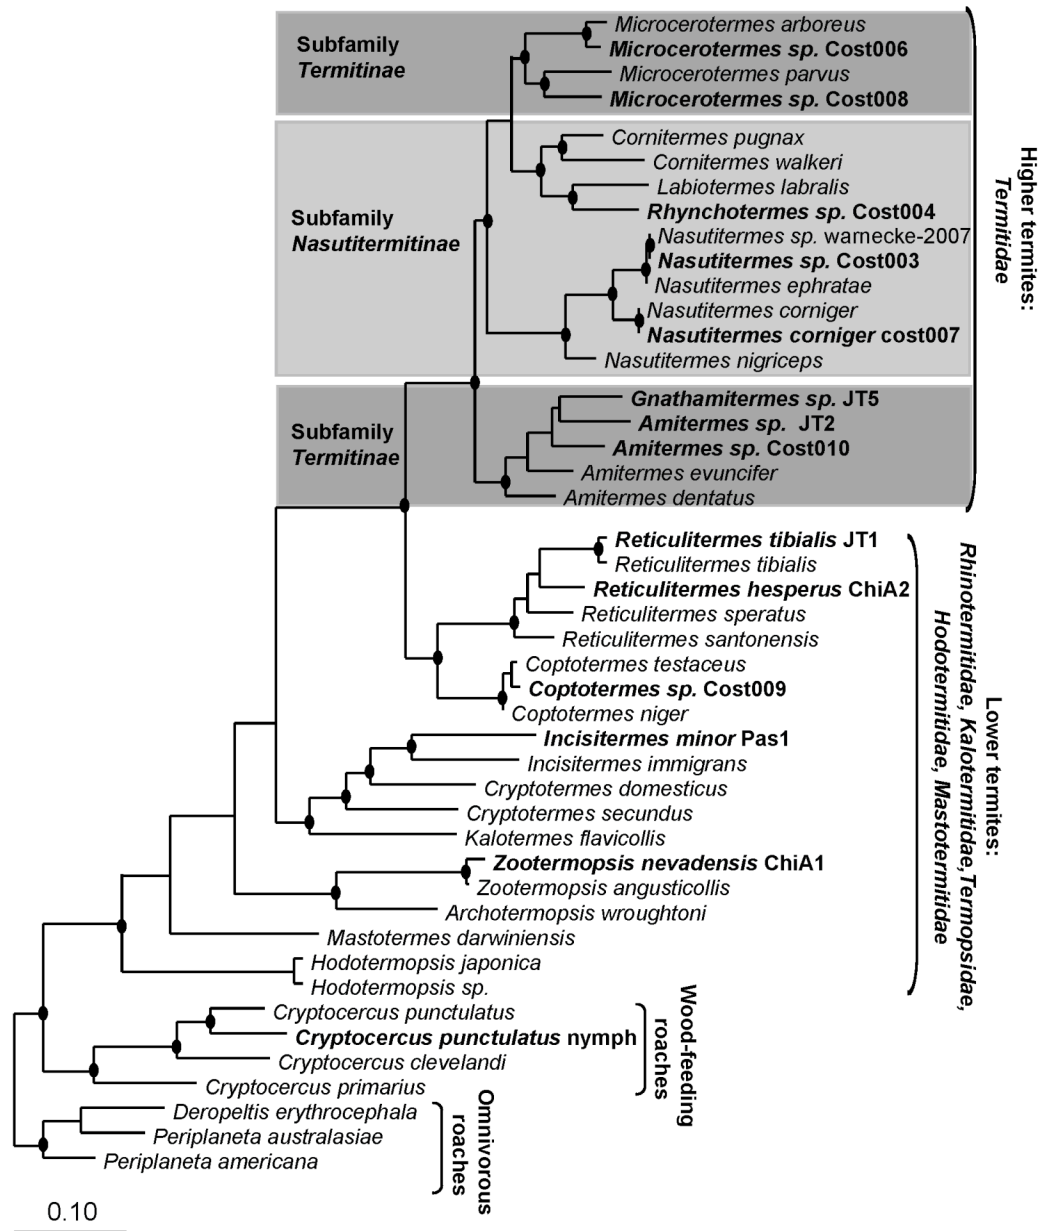 Subfamily
Termitinae
Microcerotermes arboreus
Microcerotermes sp. Cost006
Microcerotermes parvus
Microcerotermes sp. Cost008
Subfamily
Nasutitermitinae
Cornitermes pugnax
Cornitermes walkeri
Labiotermes labralis
Rhynchotermes sp. Cost004
Nasutitermes sp. warnecke-2007
Nasutitermes sp. Cost003
Nasutitermes ephratae
Nasutitermes corniger
Nasutitermes corniger cost007
Nasutitermes nigriceps
Subfamily
Termitinae
Gnathamitermes sp. JT5
Amitermes sp. JT2
Amitermes sp. Cost010
Amitermes evuncifer
Amitermes dentatus
Higher termites:
Termitidae
Reticulitermes tibialis JT1
Reticulitermes tibialis
Reticulitermes hesperus ChiA2
Reticulitermes speratus
Reticulitermes santonensis
Coptotermes testaceus
Coptotermes sp. Cost009
Coptotermes niger
Incisitermes minor Pas1
Incisitermes immigrans
Cryptotermes domesticus
Cryptotermes secundus
Kalotermes flavicollis
Zootermopsis nevadensis ChiA1
Zootermopsis angusticollis
Archotermopsis wroughtoni
Mastotermes darwiniensis
Hodotermopsis japonica
Hodotermopsis sp.
Lower termites:
Rhinotermitidae, Kalotermitidae,Termopsidae,
Hodotermitidae, Mastotermitidae
Cryptocercus punctulatus
Cryptocercus punctulatus nymph
Cryptocercus clevelandi
Cryptocercus primarius
Wood-feeding
roaches
Deropeltis erythrocephala
Periplaneta australasiae
Periplaneta americana
Omnivorous
roaches
0.10